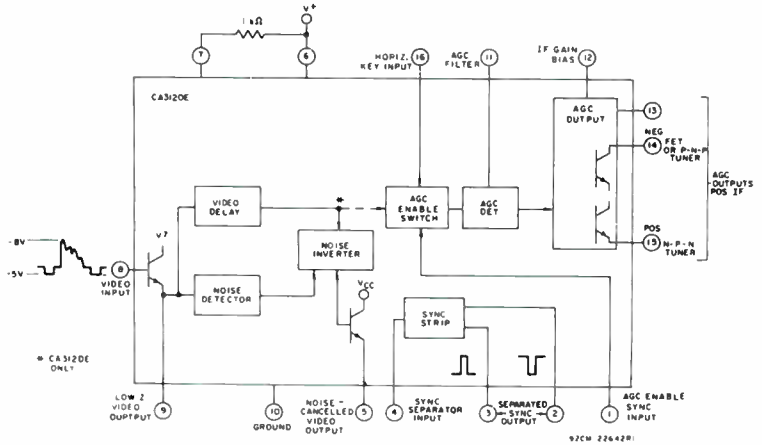 1 kΩ
V+
7
6
HORIZ. KEY INPUT
16
AGC FILTER
11
IF GAIN BIAS
12
CA3120E
AGC OUTPUT
13
NEG
14
FET OR P-N-P TUNER
AGC OUTPUTS POS IF
POS
15
N-P-N TUNER
VIDEO DELAY
*
AGC ENABLE SWITCH
AGC DET
NOISE INVERTER
NOISE DETECTOR
-8V
-5V
8
VIDEO INPUT
VCC
SYNC STRIP
* CA3120E ONLY
9
LOW Z VIDEO OUTPTUT
10
GROUND
5
NOISE-CANCELLED VIDEO OUTPUT
4
SYNC SEPARATOR INPUT
3
SEPARATED SYNC OUTPUT
2
1
AGC ENABLE SYNC INPUT
92CM-22642R1